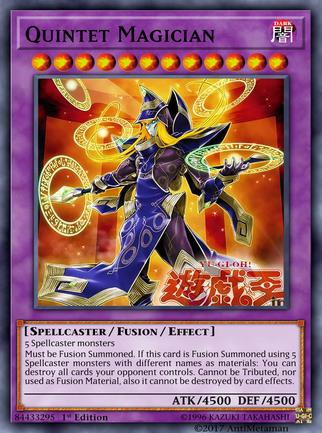 QUINTET MAGICIAN
DARK
闇
YU-GI-OH!
遊戯王
[SPELLCASTER / FUSION / EFFECT]
5 Spellcaster monsters
Must be Fusion Summoned. If this card is Fusion Summoned using 5
Spellcaster monsters with different names as materials: You can
destroy all cards your opponent controls. Cannot be Tributed, nor
used as Fusion Material, also it cannot be destroyed by card effects.
ATK/4500 DEF/4500
84433295 1st Edition
©1996 KAZUKI TAKAHASHI
©2017 AntiMetaman